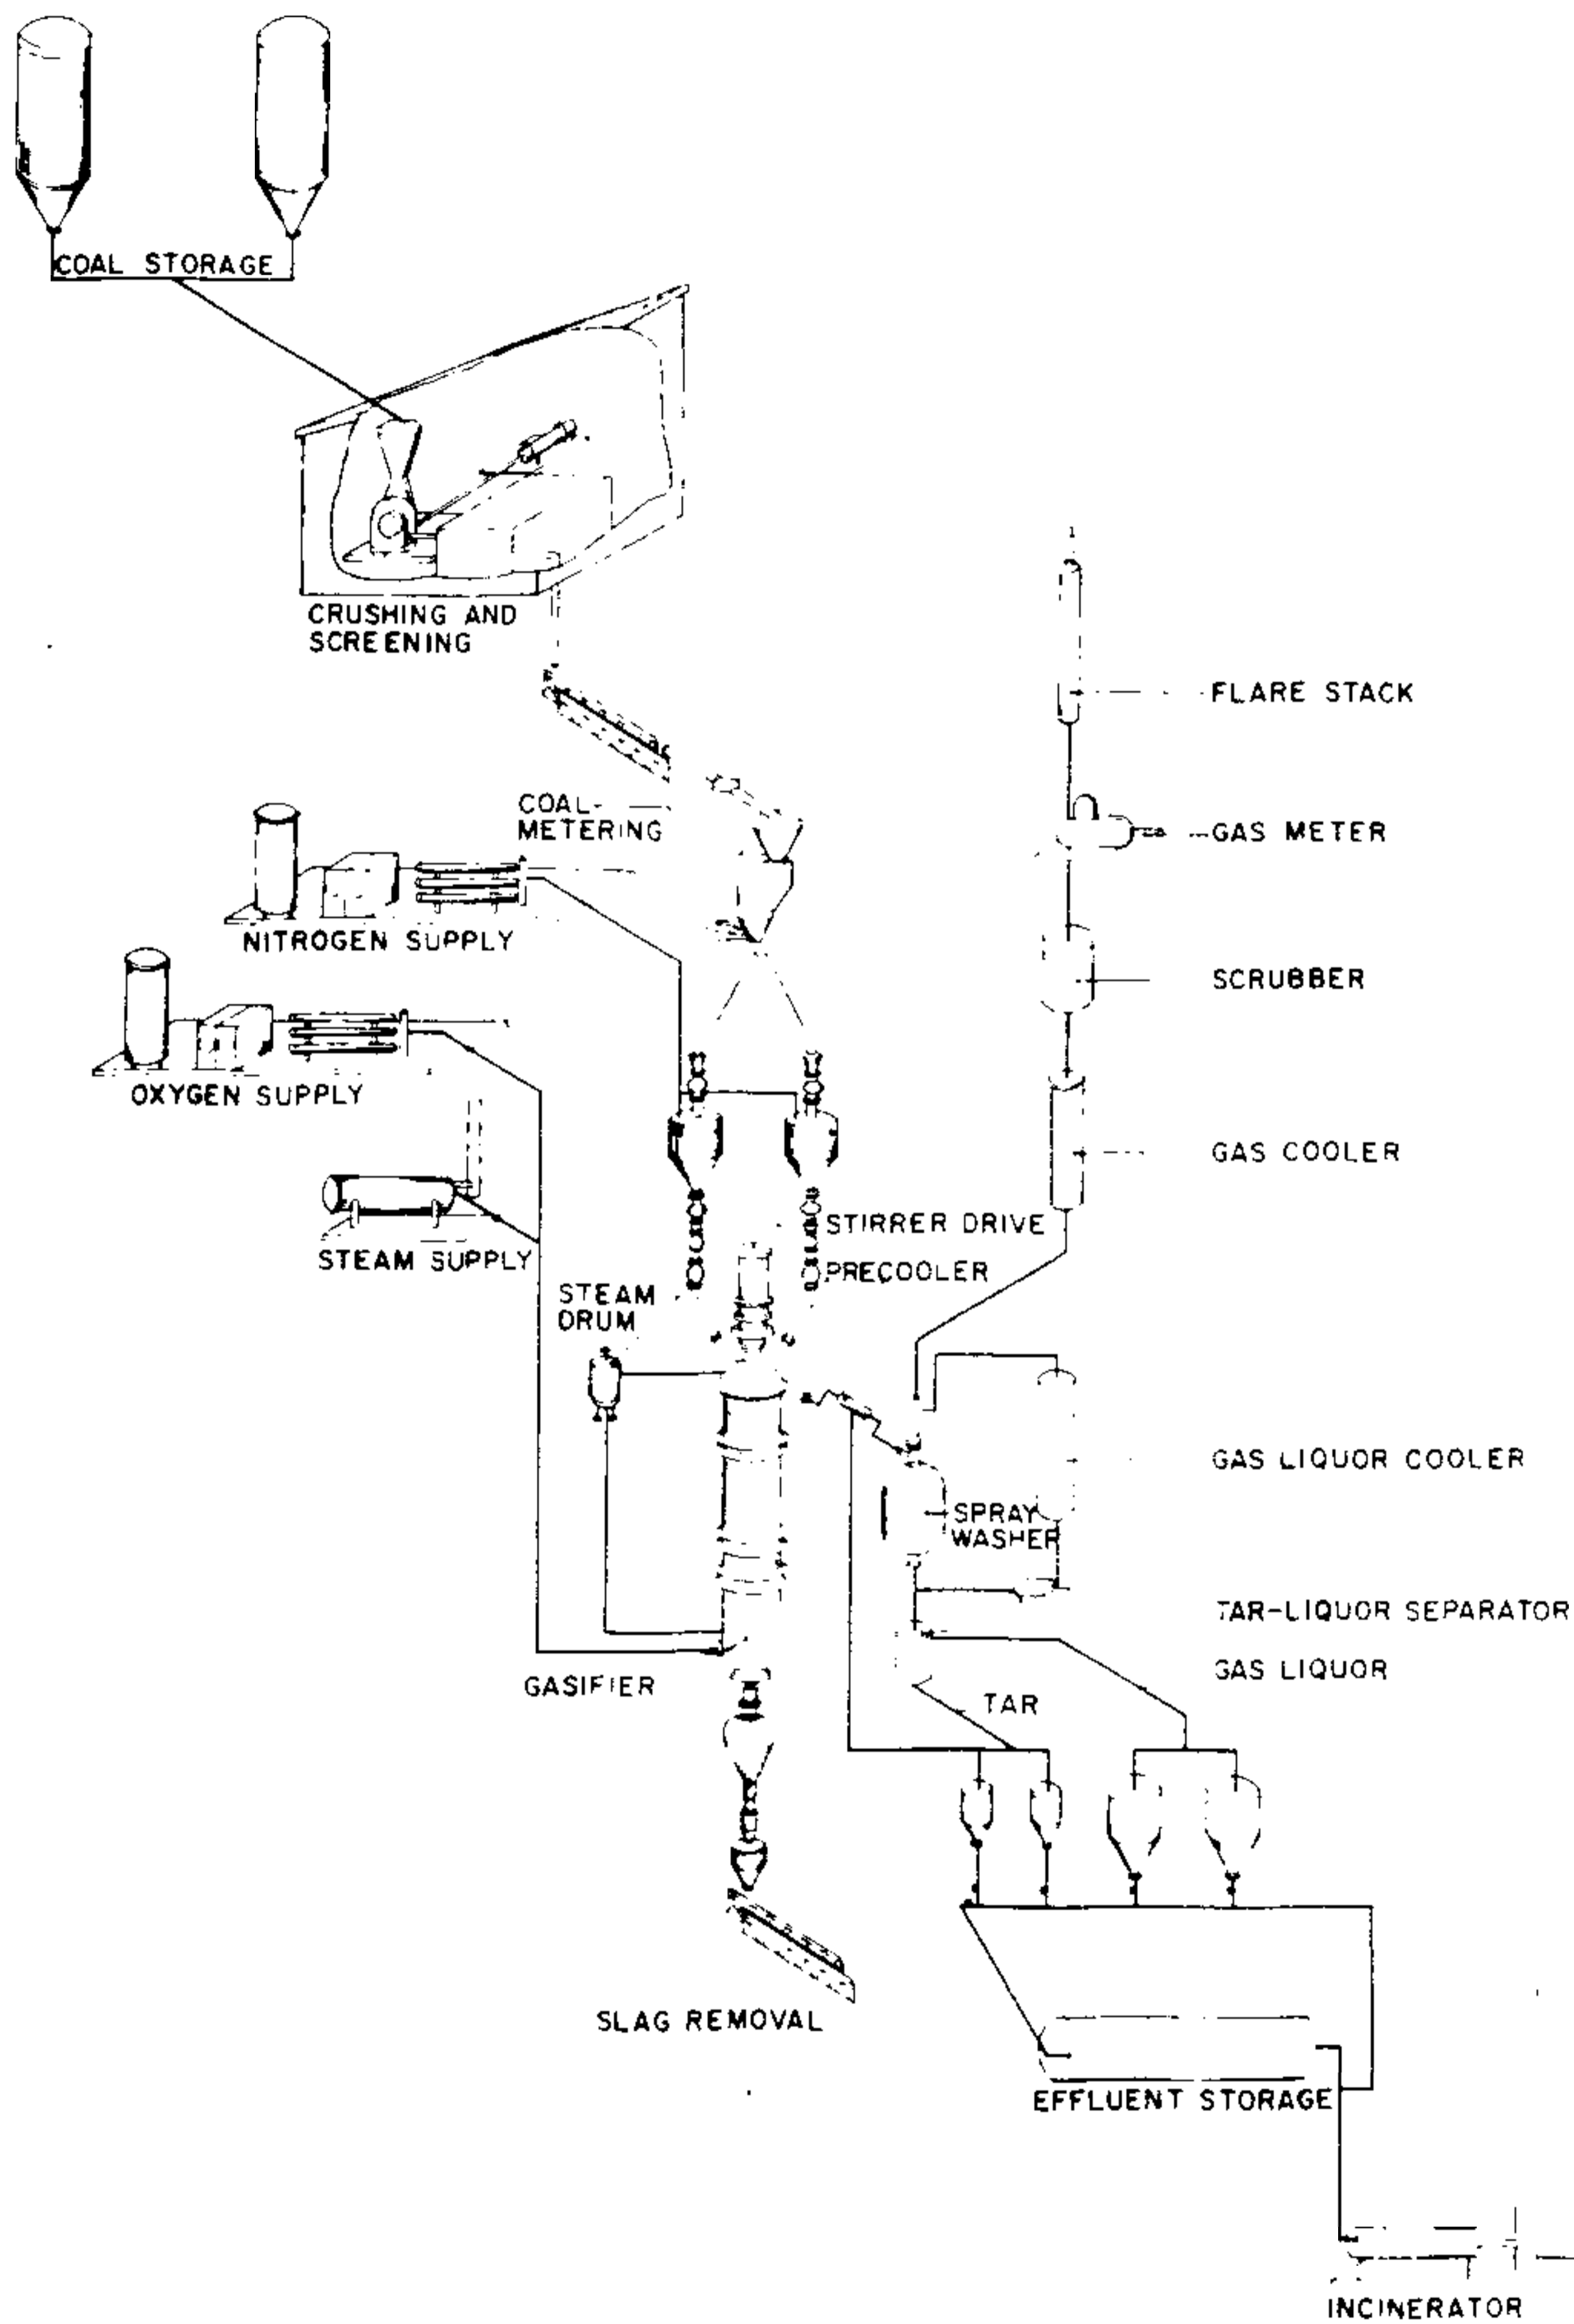 COAL STORAGE
CRUSHING AND
SCREENING
FLARE STACK
COAL-
METERING
GAS METER
NITROGEN SUPPLY
SCRUBBER
OXYGEN SUPPLY
GAS COOLER
STIRRER DRIVE
STEAM SUPPLY
PRECOOLER
STEAM
DRUM
GAS LIQUOR COOLER
SPRAY
WASHER
TAR-LIQUOR SEPARATOR
GAS LIQUOR
GASIFIER
TAR
SLAG REMOVAL
EFFLUENT STORAGE
INCINERATOR